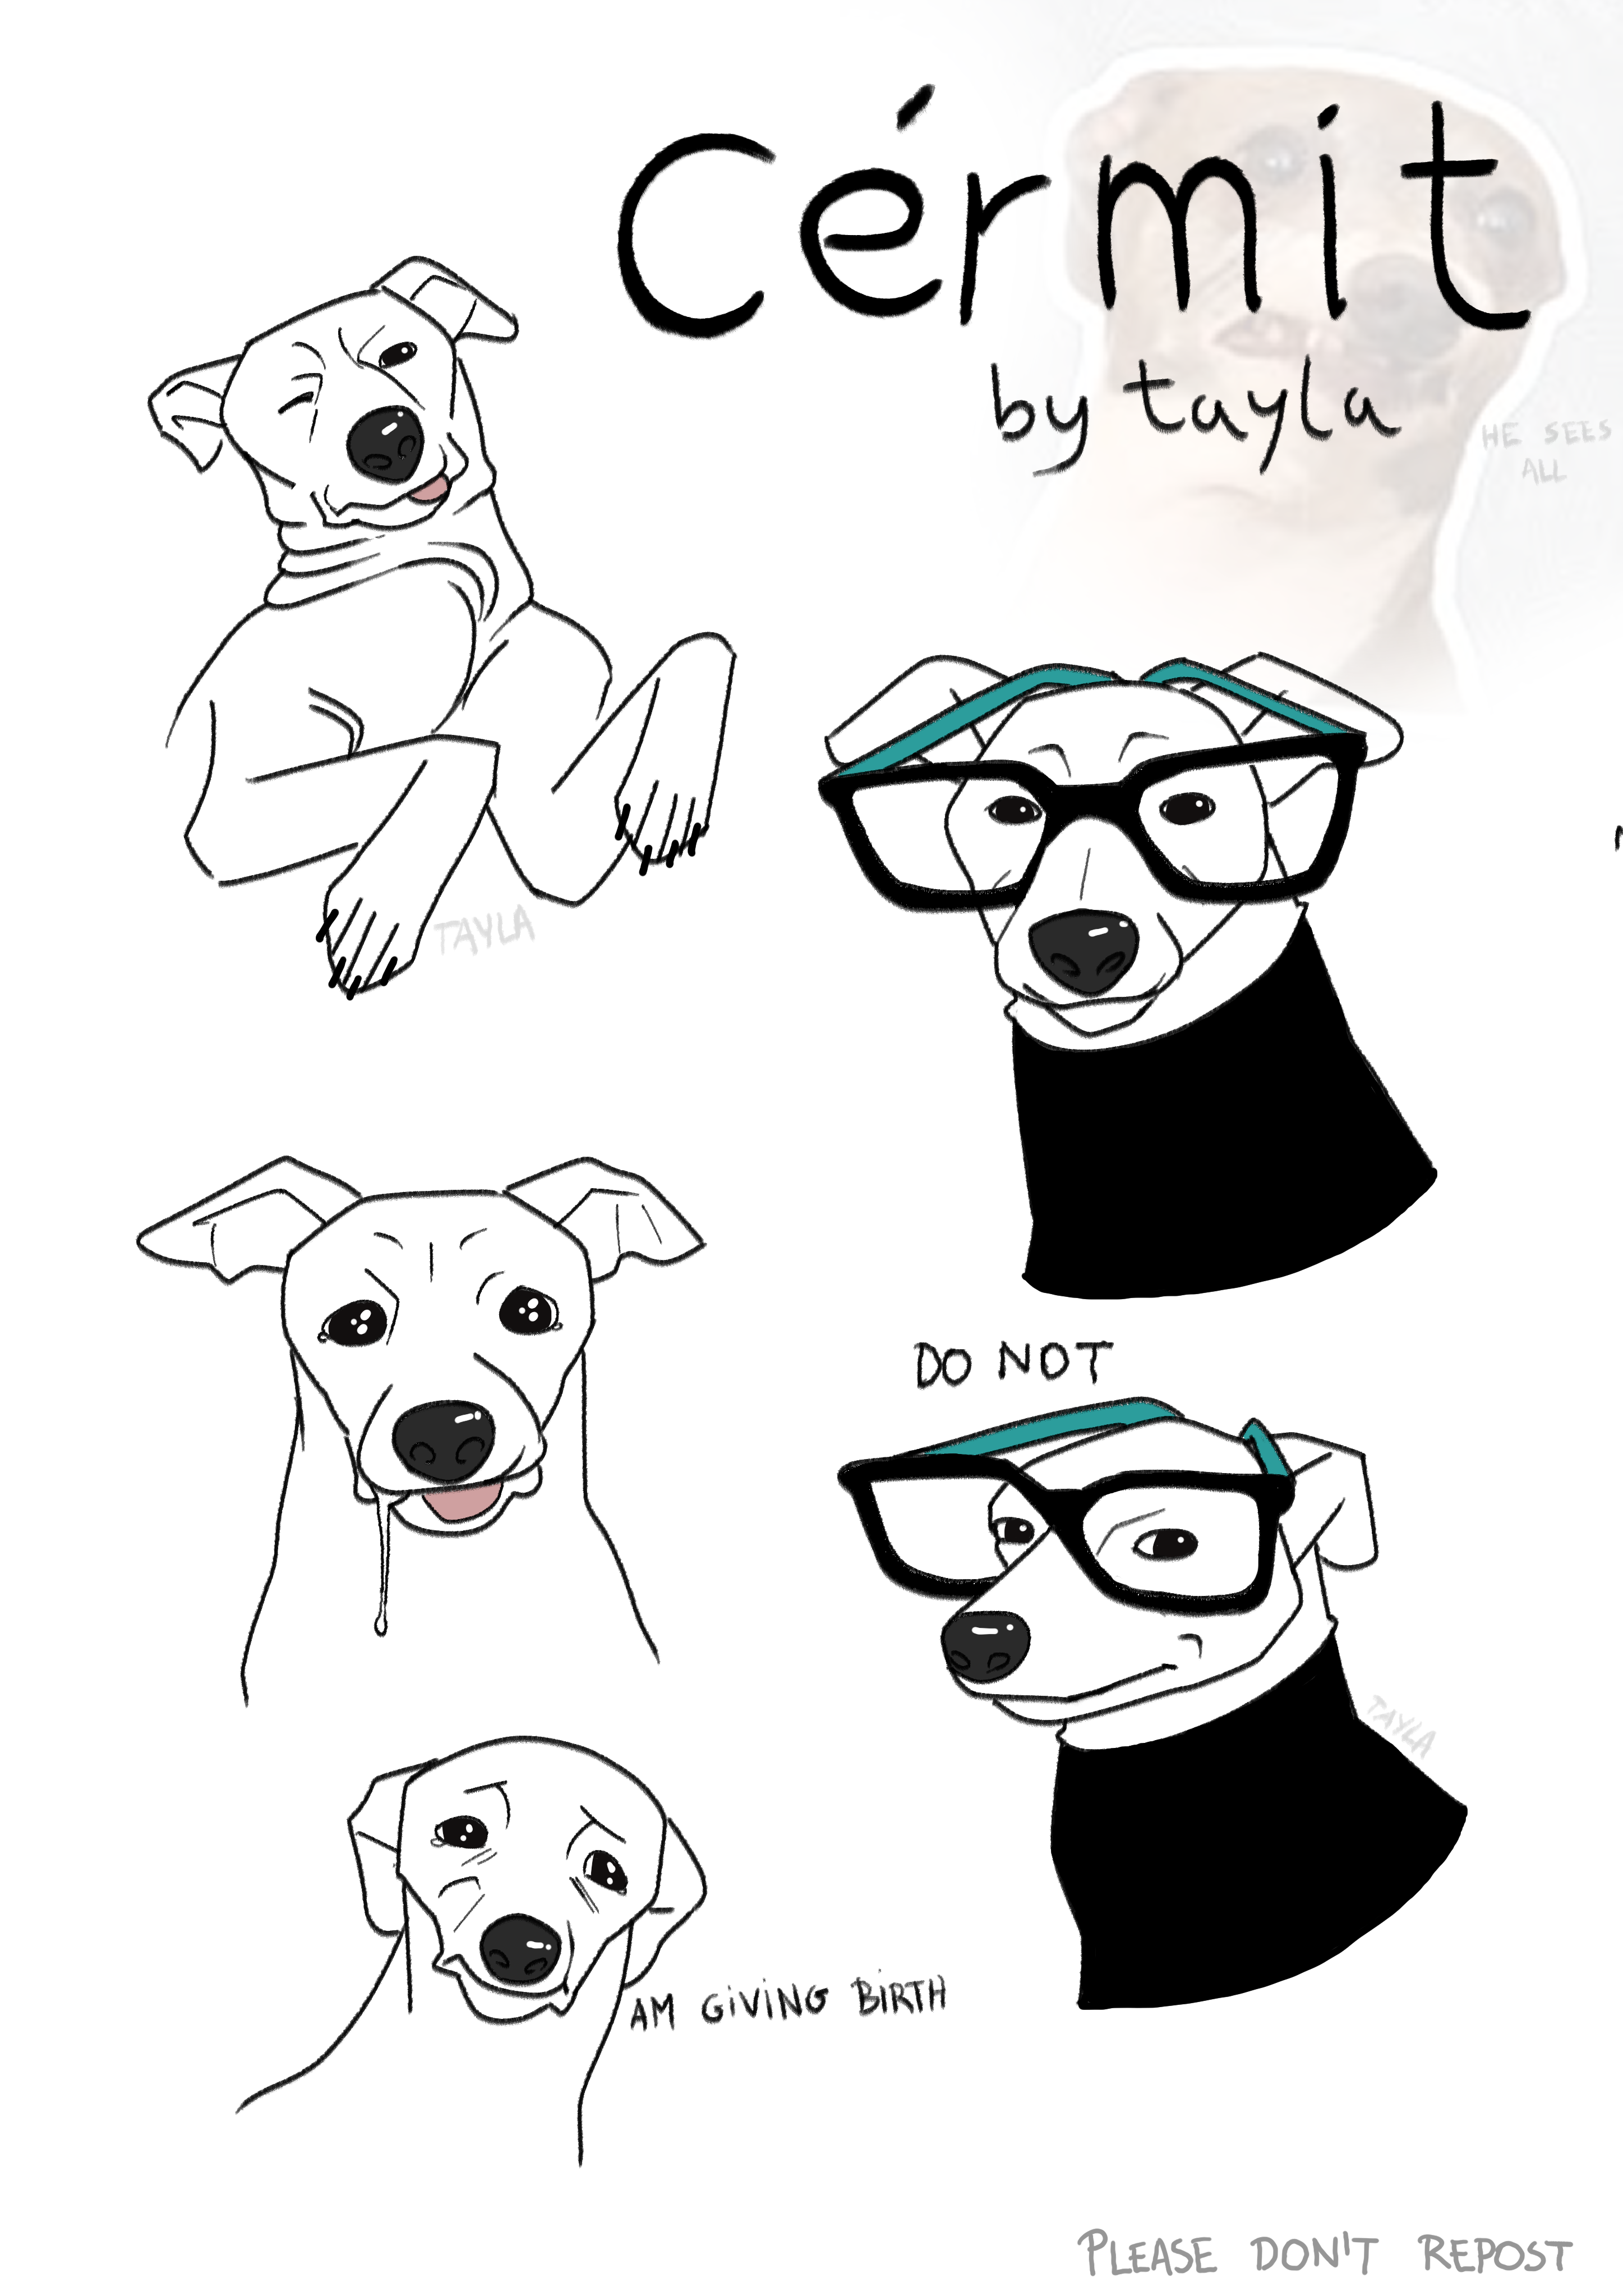 cérmit
by tayla
HE SEES
ALL
TAYLA
DO NOT
TAYLA
AM GiViNG BiRTH
PLEASE DON'T REPOST